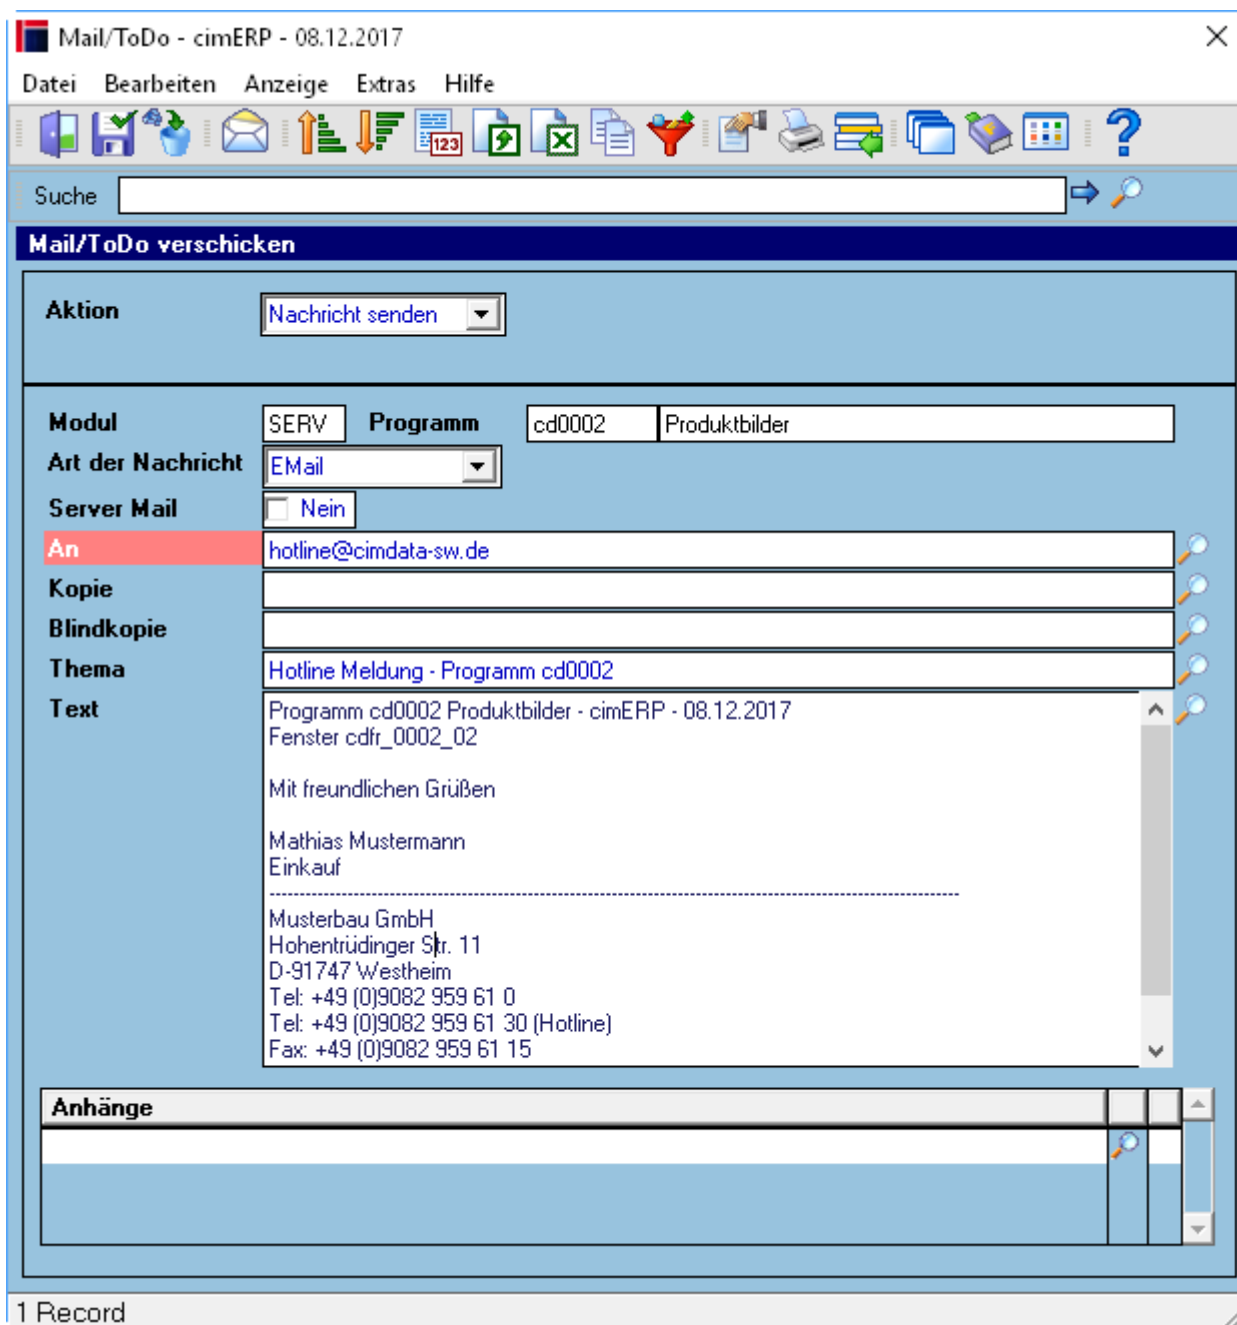 Mail/ToDo - cimERP - 08.12.2017
Datei Bearbeiten Anzeige Extras Hilfe
123
Suche
Mail/ToDo verschicken
Aktion Nachricht senden
Modul SERV Programm cd0002 Produktbilder
Art der Nachricht EMail
Server Mail Nein
An hotline@cimdata-sw.de
Kopie
Blindkopie
Thema Hotline Meldung - Programm cd0002
Text Programm cd0002 Produktbilder - cimERP - 08.12.2017
Fenster cdfr_0002_02
Mit freundlichen Grüßen
Mathias Mustermann
Einkauf
Musterbau GmbH
Hohentrüdinger Str. 11
D-91747 Westheim
Tel: +49 (0)9082 959 61 0
Tel: +49 (0)9082 959 61 30 (Hotline)
Fax: +49 (0)9082 959 61 15
Anhänge
1 Record